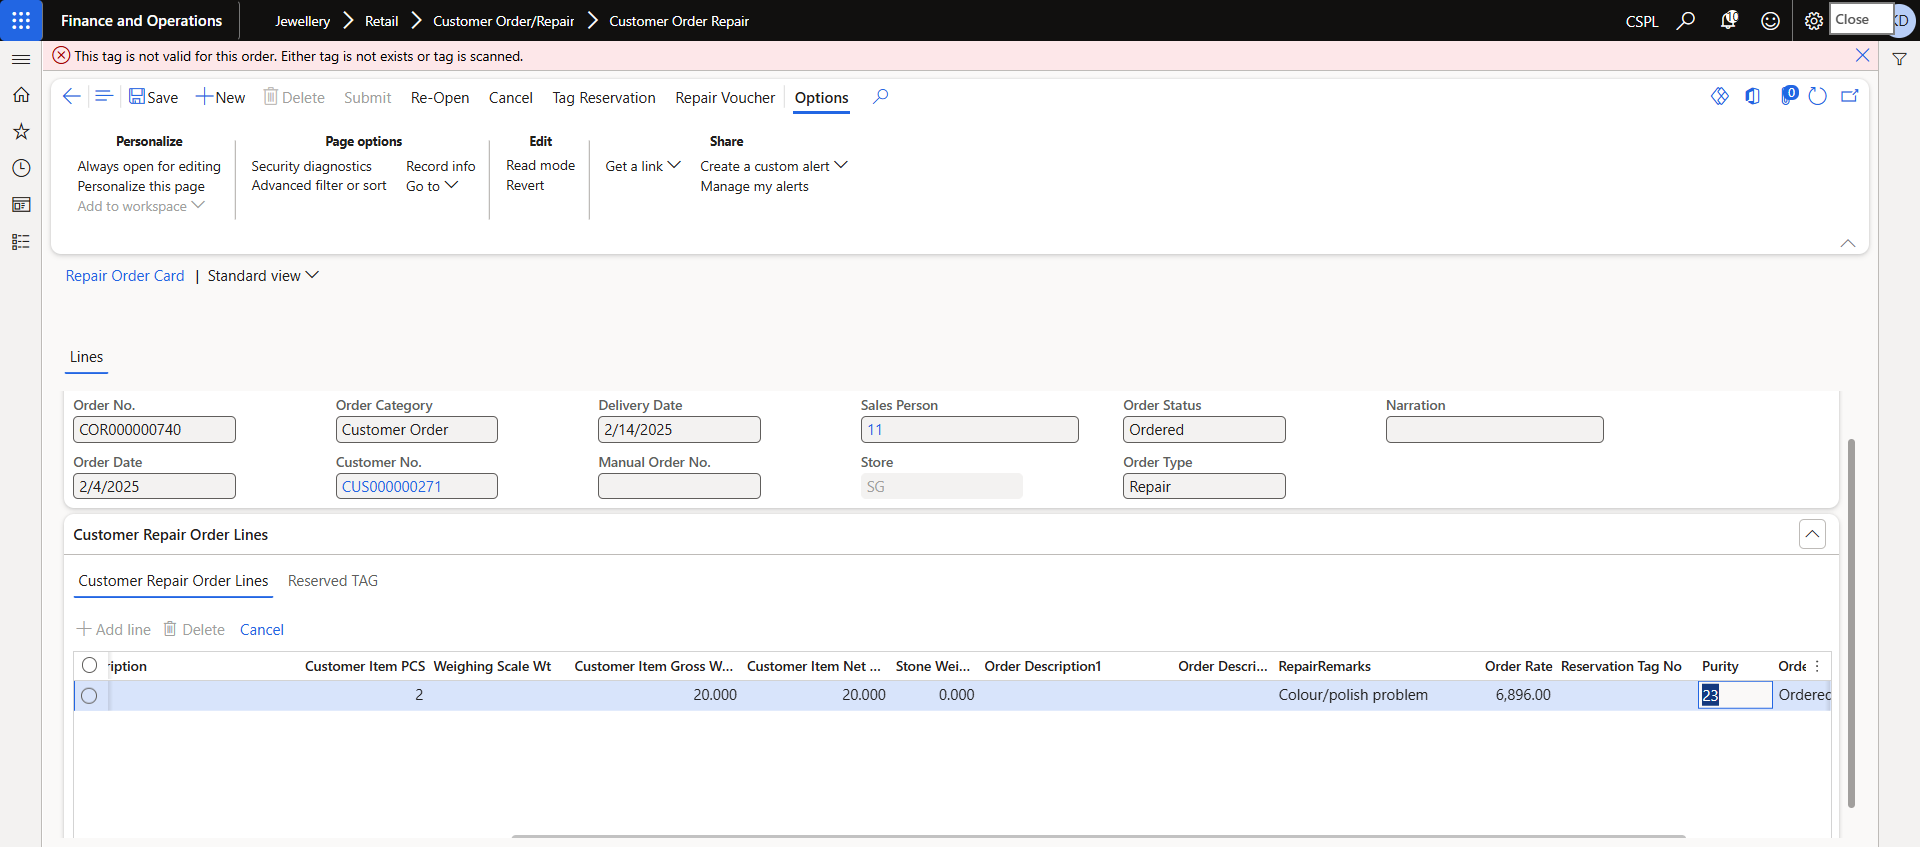 Finance and Operations
Jewellery > Retail > Customer Order/Repair > Customer Order Repair
CSPL
10
Close
KD
This tag is not valid for this order. Either tag is not exists or tag is scanned.
Save New Delete Submit Re-Open Cancel Tag Reservation Repair Voucher Options
0
Personalize
Always open for editing
Personalize this page
Add to workspace
Page options
Security diagnostics
Advanced filter or sort
Record info
Go to
Edit
Read mode
Revert
Get a link
Share
Create a custom alert
Manage my alerts
Repair Order Card | Standard view
Lines
Order No. Order Category Delivery Date Sales Person Order Status Narration
COR000000740 Customer Order 2/14/2025 11 Ordered
Order Date Customer No. Manual Order No. Store Order Type
2/4/2025 CUS000000271 SG Repair
Customer Repair Order Lines
Customer Repair Order Lines Reserved TAG
Add line Delete Cancel
ription Customer Item PCS Weighing Scale Wt Customer Item Gross W... Customer Item Net ... Stone Wei... Order Description1 Order Descri... RepairRemarks Order Rate Reservation Tag No Purity Orde
2 20.000 20.000 0.000 Colour/polish problem 6,896.00 23 Ordered